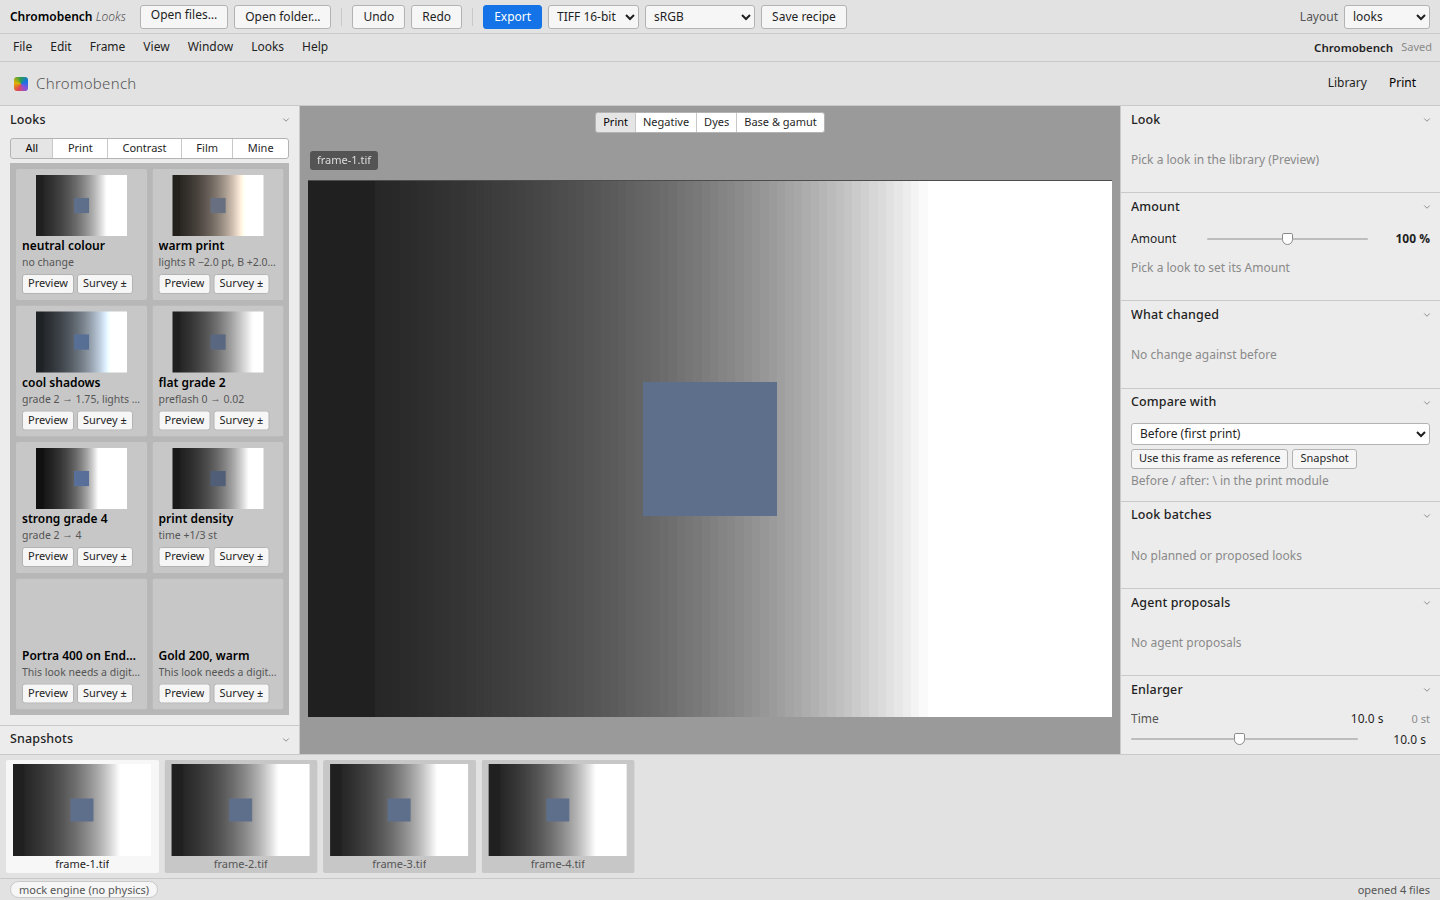 Chromobench Looks
Open files...
Open folder...
Undo
Redo
Export
TIFF 16-bit
sRGB
Save recipe
Layout
looks
File
Edit
Frame
View
Window
Looks
Help
Chromobench
Saved
Chromobench
Library
Print
Looks
All
Print
Contrast
Film
Mine
neutral colour
no change
Preview
Survey ±
warm print
lights R −2.0 pt, B +2.0...
Preview
Survey ±
cool shadows
grade 2 → 1.75, lights ...
Preview
Survey ±
flat grade 2
preflash 0 → 0.02
Preview
Survey ±
strong grade 4
grade 2 → 4
Preview
Survey ±
print density
time +1/3 st
Preview
Survey ±
Portra 400 on End...
This look needs a digit...
Preview
Survey ±
Gold 200, warm
This look needs a digit...
Preview
Survey ±
Snapshots
Print
Negative
Dyes
Base & gamut
frame-1.tif
Look
Pick a look in the library (Preview)
Amount
Amount
100 %
Pick a look to set its Amount
What changed
No change against before
Compare with
Before (first print)
Use this frame as reference
Snapshot
Before / after: \ in the print module
Look batches
No planned or proposed looks
Agent proposals
No agent proposals
Enlarger
Time
10.0 s
0 st
10.0 s
frame-1.tif
frame-2.tif
frame-3.tif
frame-4.tif
mock engine (no physics)
opened 4 files